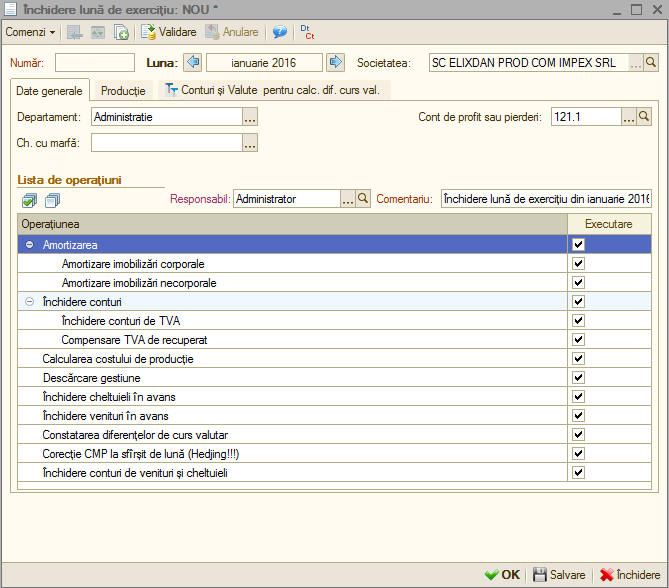 Închidere lună de exercițiu: NOU *
Comenzi Validare Anulare Dt Ct
Număr: Luna: ianuarie 2016 Societatea: SC ELIXDAN PROD COM IMPEX SRL ...
Date generale Producție Conturi și Valute pentru calc. dif. curs val.
Departament: Administratie ... Cont de profit sau pierderi: 121.1 ...
Ch. cu marfă: ...
Lista de operațiuni
Responsabil: Administrator ... Comentariu: Închidere lună de exercițiu din ianuarie 2016
Operațiunea Executare
Amortizarea
Amortizare imobilizări corporale
Amortizare imobilizări necorporale
Închidere conturi
Închidere conturi de TVA
Compensare TVA de recuperat
Calcularea costului de producție
Descărcare gestiune
Închidere cheltuieli în avans
Închidere venituri în avans
Constatarea diferențelor de curs valutar
Corecție CMP la sfîrșit de lună (Hedjing!!!)
Închidere conturi de venituri și cheltuieli
OK Salvare Închidere